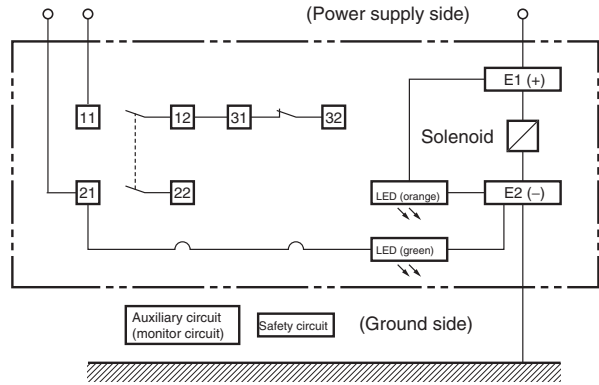 (Power supply side)
E1 (+)
11
12
31
32
Solenoid
21
22
LED (orange)
E2 (−)
LED (green)
Auxiliary circuit
(monitor circuit)
Safety circuit
(Ground side)